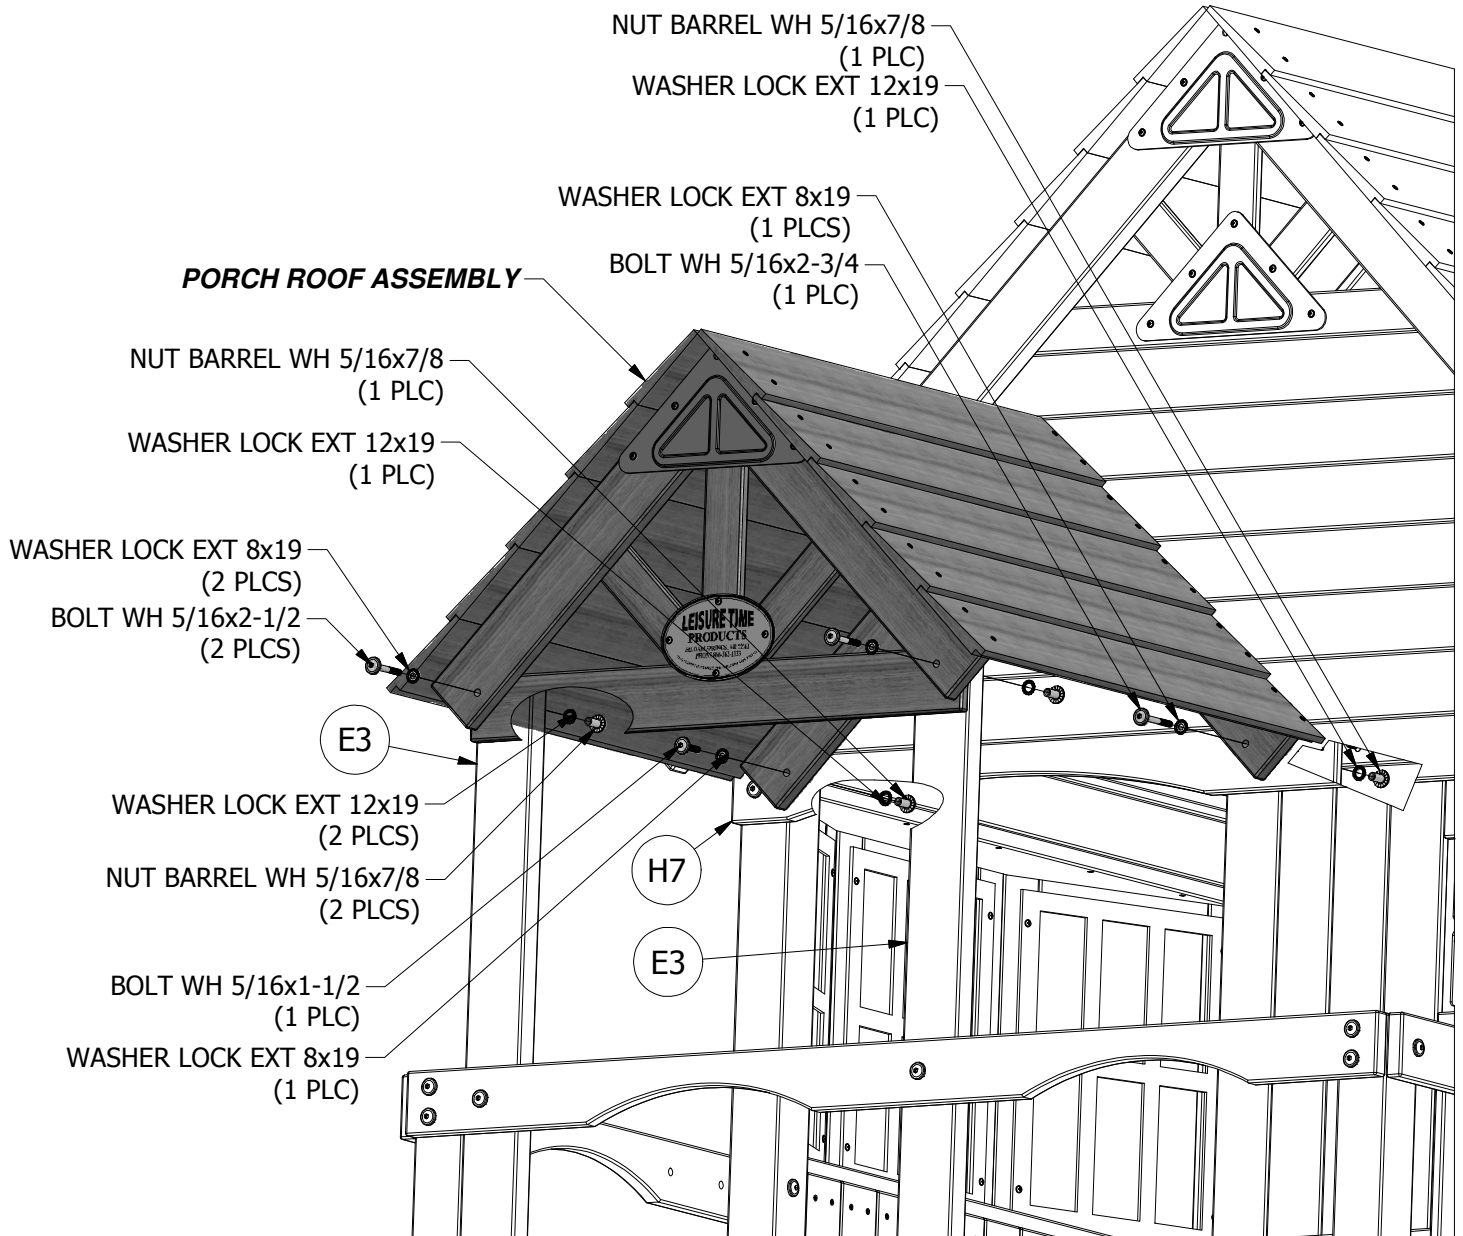 NUT BARREL WH 5/16x7/8
(1 PLC)
WASHER LOCK EXT 12x19
(1 PLC)
WASHER LOCK EXT 8x19
(1 PLCS)
BOLT WH 5/16x2-3/4
(1 PLC)
PORCH ROOF ASSEMBLY
NUT BARREL WH 5/16x7/8
(1 PLC)
WASHER LOCK EXT 12x19
(1 PLC)
WASHER LOCK EXT 8x19
(2 PLCS)
BOLT WH 5/16x2-1/2
(2 PLCS)
LEISURE TIME
PRODUCTS
E3
WASHER LOCK EXT 12x19
(2 PLCS)
NUT BARREL WH 5/16x7/8
(2 PLCS)
H7
E3
BOLT WH 5/16x1-1/2
(1 PLC)
WASHER LOCK EXT 8x19
(1 PLC)